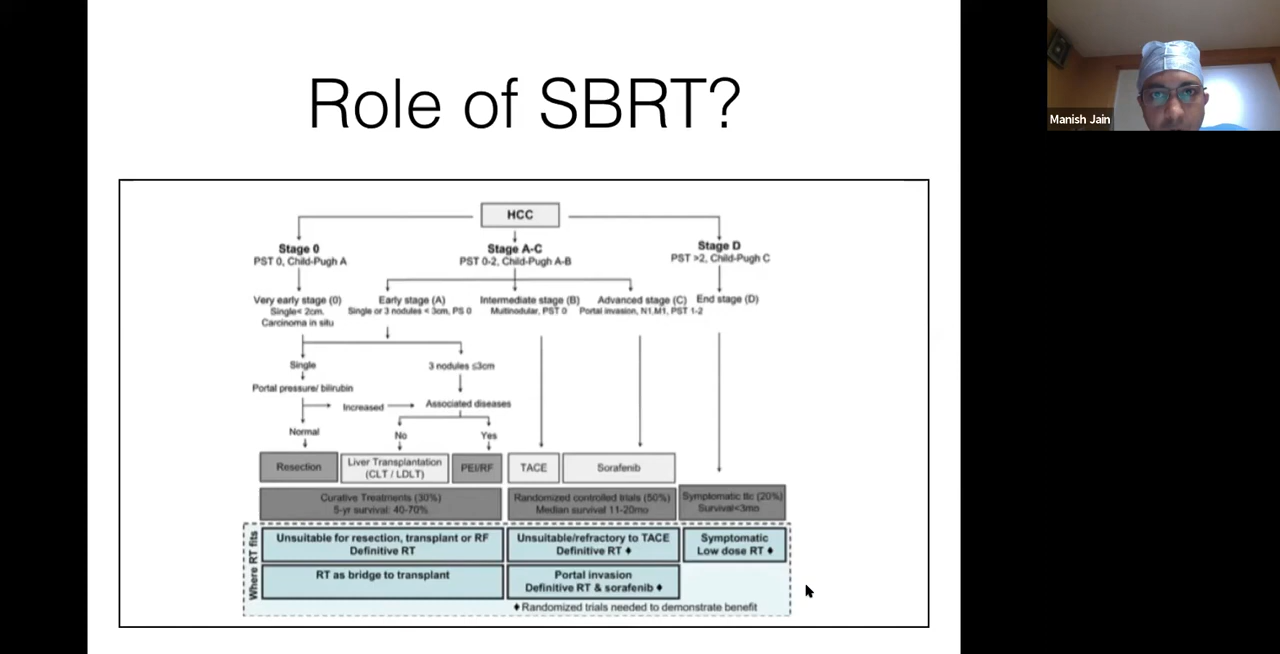 Role of SBRT?
Manish Jain
HCC
Stage 0
PST 0, Child-Pugh A
Stage A-C
PST 0-2, Child-Pugh A-B
Stage D
PST >2, Child-Pugh C
Very early stage (0)
Single< 2cm,
Carcinoma in situ
Early stage (A)
Single or 3 nodules < 3cm, PS 0
Intermediate stage (B)
Multinodular, PST 0
Advanced stage (C)
Portal invasion, N1,M1, PST 1-2
End stage (D)
Single
3 nodules ≤3cm
Portal pressure/ bilirubin
Increased
Associated diseases
Normal
No
Yes
Resection
Liver Transplantation
(CLT / LDLT)
PEI/RF
TACE
Sorafenib
Curative Treatments (30%)
5-yr survival: 40-70%
Randomized controlled trials (50%)
Median survival 11-20mo
Symptomatic ttc (20%)
Survival<3mo
Where RT fits
Unsuitable for resection, transplant or RF
Definitive RT
Unsuitable/refractory to TACE
Definitive RT ♦
Symptomatic
Low dose RT ♦
RT as bridge to transplant
Portal invasion
Definitive RT & sorafenib ♦
♦Randomized trials needed to demonstrate benefit